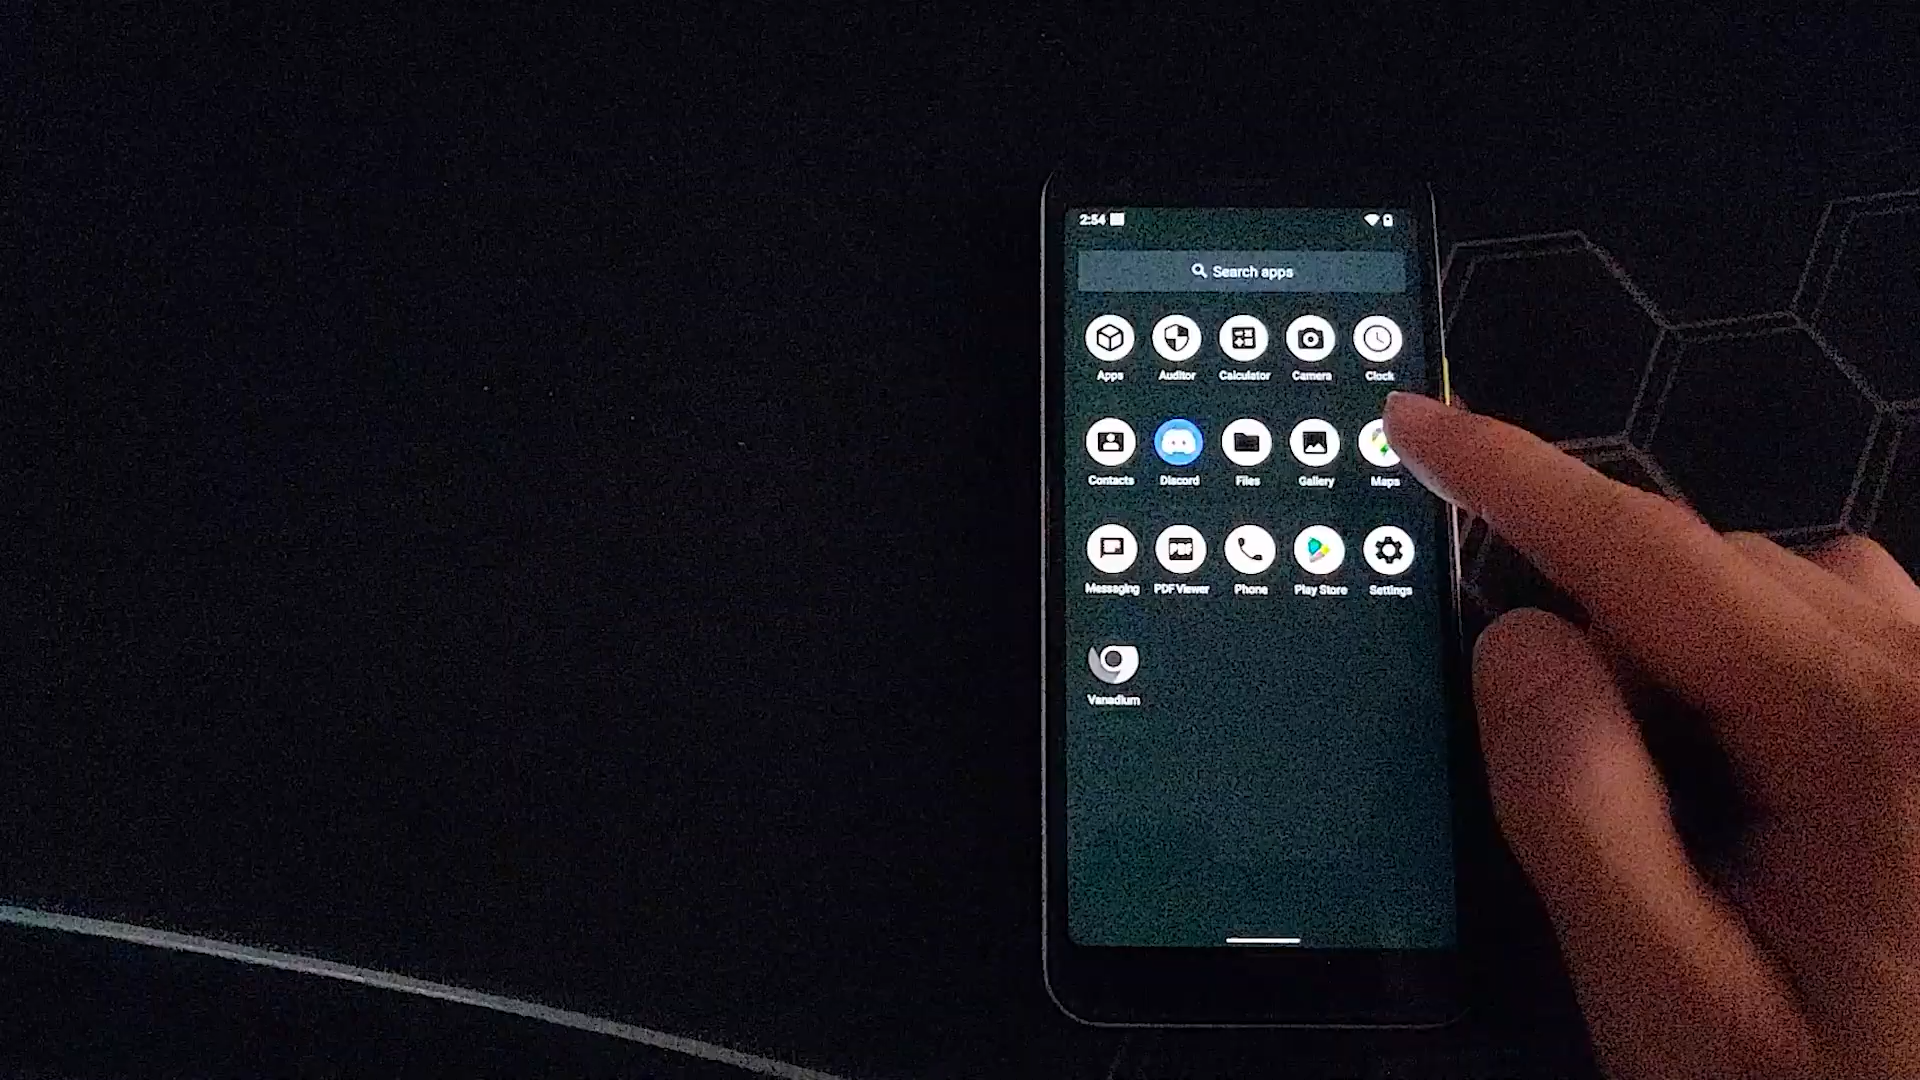 2:54
Search apps
Apps Auditor Calculator Camera Clock
Contacts Discord Files Gallery Maps
PDF
Messaging PDF Viewer Phone Play Store Settings
Vanadium